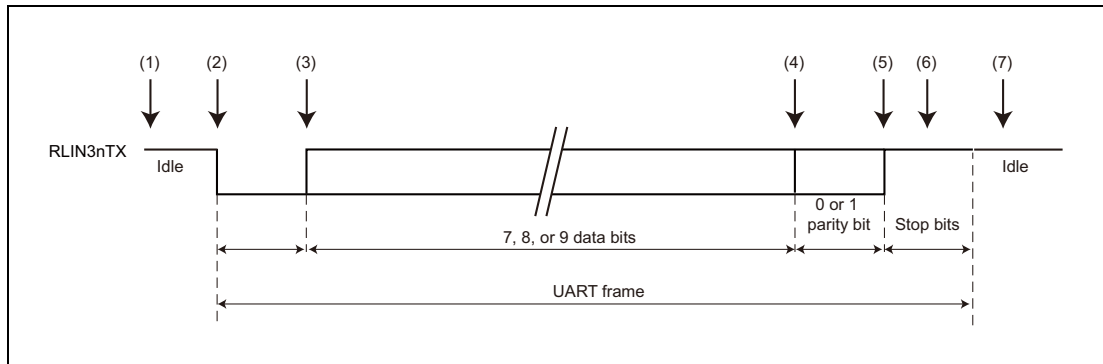 (1) (2) (3) (4) (5) (6) (7)
RLIN3nTX
Idle
Idle
0 or 1
parity bit
Stop bits
7, 8, or 9 data bits
UART frame